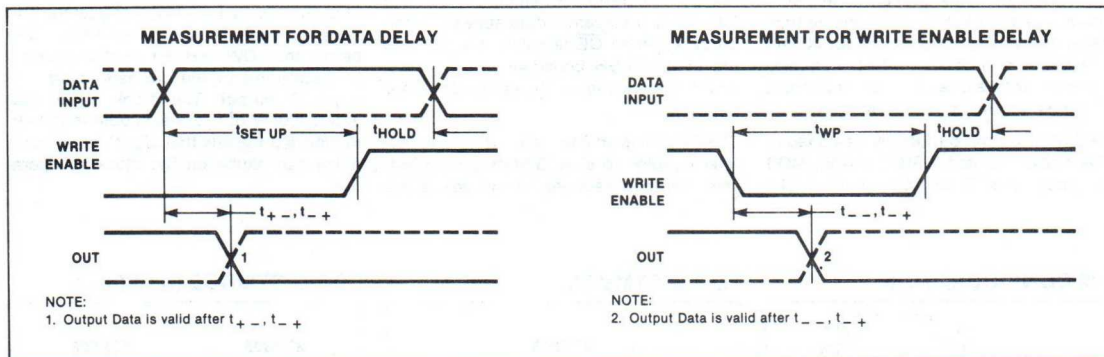 MEASUREMENT FOR DATA DELAY
DATA
INPUT
tSET UP
tHOLD
WRITE
ENABLE
t+ –, t– +
OUT
1
NOTE:
1. Output Data is valid after t+ –, t– +
MEASUREMENT FOR WRITE ENABLE DELAY
DATA
INPUT
tWP
tHOLD
WRITE
ENABLE
t– –, t– +
OUT
2
NOTE:
2. Output Data is valid after t– –, t– +